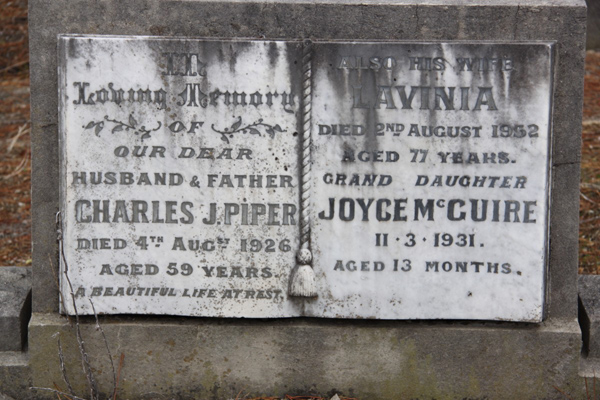 In
Loving Memory
OF
OUR DEAR
HUSBAND & FATHER
CHARLES J. PIPER
DIED 4TH AUGST 1926
AGED 59 YEARS.
A BEAUTIFUL LIFE AT REST.
ALSO HIS WIFE
LAVINIA
DIED 2ND AUGUST 1952
AGED 77 YEARS.
GRAND DAUGHTER
JOYCE McGUIRE
11.3.1931.
AGED 13 MONTHS.